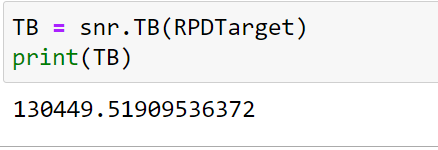 TB = snr.TB(RPDTarget)
print(TB)
130449.51909536372